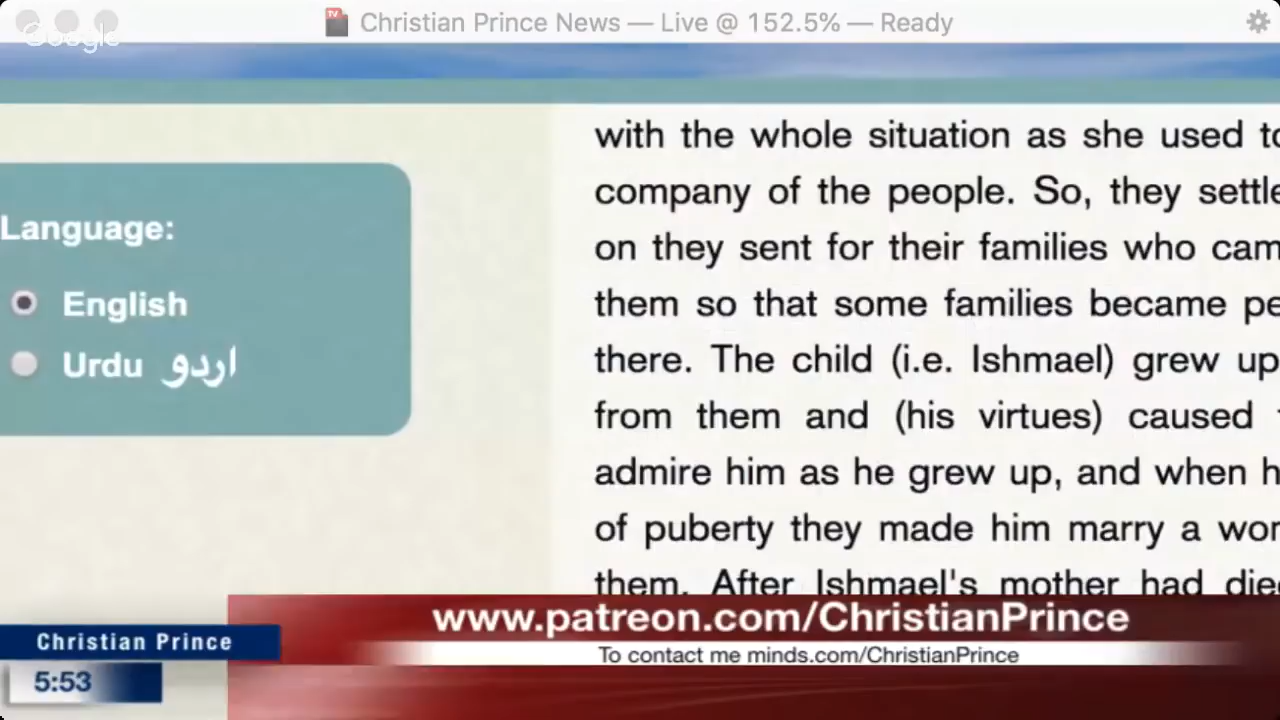 Christian Prince News — Live @ 152.5% — Ready
Google
with the whole situation as she used to
company of the people. So, they settle
on they sent for their families who cam
them so that some families became pe
there. The child (i.e. Ishmael) grew up
from them and (his virtues) caused
admire him as he grew up, and when h
of puberty they made him marry a wor
them. After Ishmael's mother had died
Language:
English
Urdu اردو
www.patreon.com/ChristianPrince
To contact me minds.com/ChristianPrince
Christian Prince
5:53